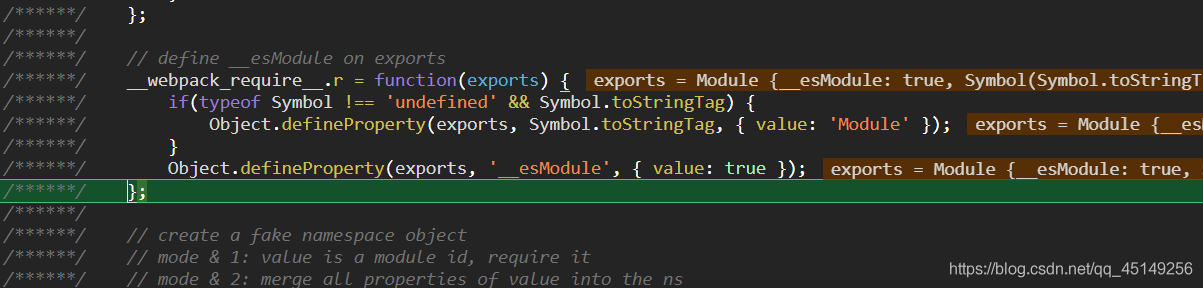 /******/     };
/******/
/******/     // define __esModule on exports
/******/     __webpack_require__.r = function(exports) { exports = Module {__esModule: true, Symbol(Symbol.toStringT
/******/         if(typeof Symbol !== 'undefined' && Symbol.toStringTag) {
/******/             Object.defineProperty(exports, Symbol.toStringTag, { value: 'Module' }); exports = Module {__es
/******/         }
/******/         Object.defineProperty(exports, '__esModule', { value: true }); exports = Module {__esModule: true,
/******/     };
/******/
/******/     // create a fake namespace object
/******/     // mode & 1: value is a module id, require it
/******/     // mode & 2: merge all properties of value into the ns
https://blog.csdn.net/qq_45149256